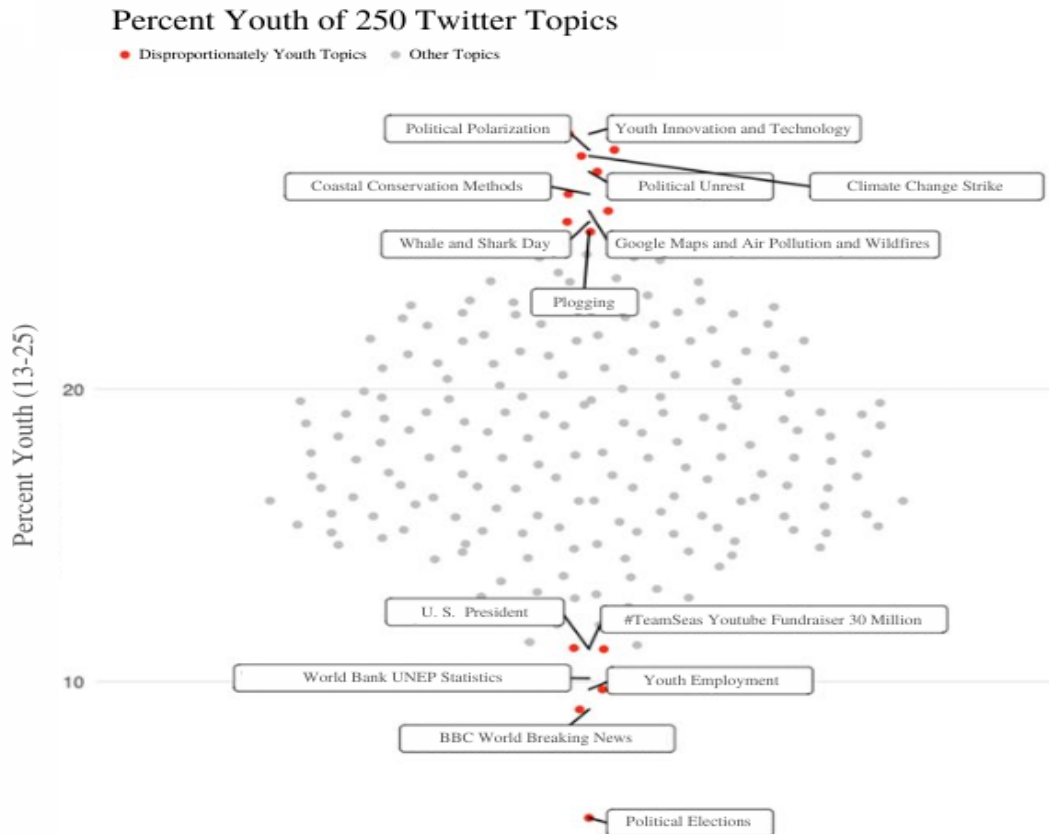 Percent Youth of 250 Twitter Topics
Disproportionately Youth Topics Other Topics
Political Polarization
Youth Innovation and Technology
Coastal Conservation Methods
Political Unrest
Climate Change Strike
Whale and Shark Day
Google Maps and Air Pollution and Wildfires
Plogging
Percent Youth (13-25)
20
U. S. President
#TeamSeas Youtube Fundraiser 30 Million
World Bank UNEP Statistics
Youth Employment
10
BBC World Breaking News
Political Elections